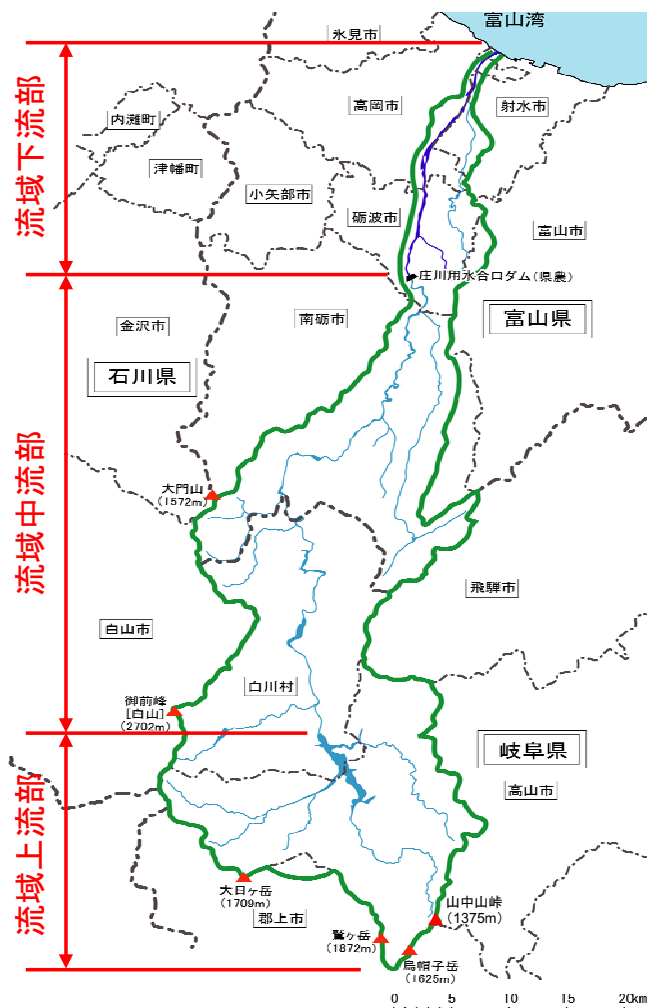 富山湾
氷見市
高岡市
射水市
内灘町
津幡町
小矢部市
砺波市
富山市
流域下流部
庄川用水合口ダム(県農)
金沢市
南砺市
富山県
石川県
大門山
(1572m)
流域中流部
飛騨市
白山市
白川村
御前峰
[白山]
(2702m)
岐阜県
高山市
流域上流部
大日ヶ岳
(1709m)
郡上市
山中山峠
(1375m)
鷲ヶ岳
(1872m)
烏帽子岳
(1625m)
0 5 10 15 20km